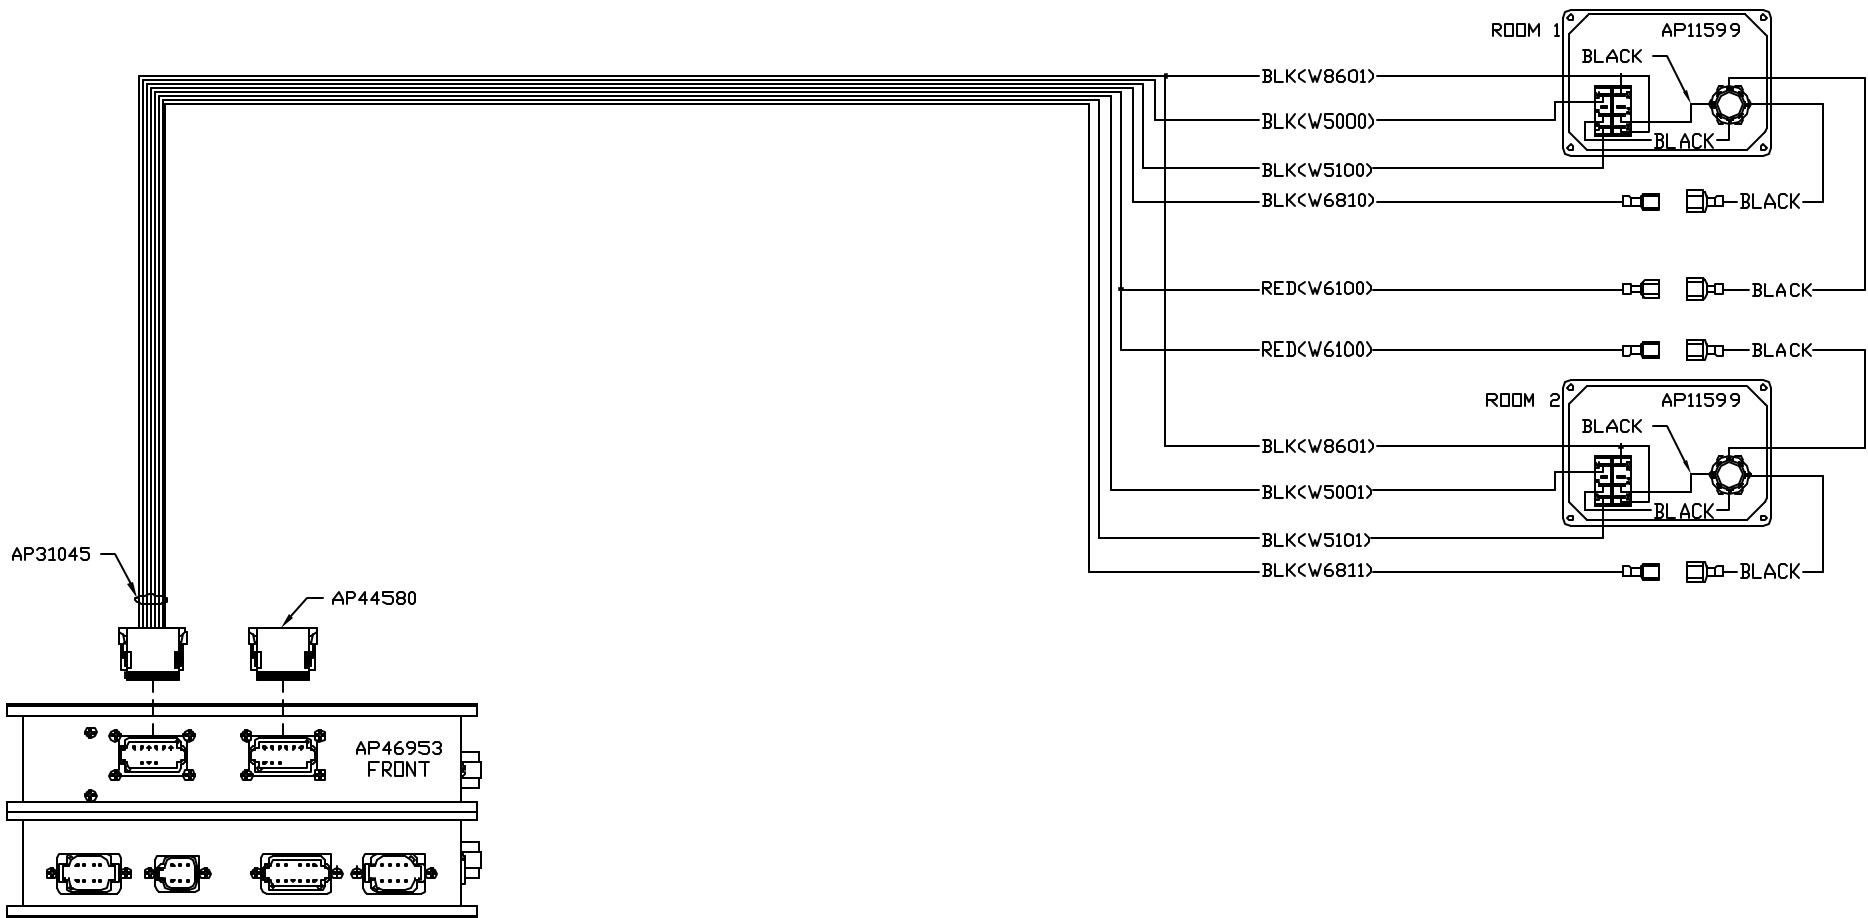 ROOM 1
AP11599
BLACK
BLK(W8601)
BLK(W5000)
BLACK
BLK(W5100)
BLK(W6810)
BLACK
RED(W6100)
BLACK
RED(W6100)
BLACK
ROOM 2
AP11599
BLACK
BLK(W8601)
BLK(W5001)
BLACK
BLK(W5101)
BLK(W6811)
BLACK
AP31045
AP44580
AP46953
FRONT